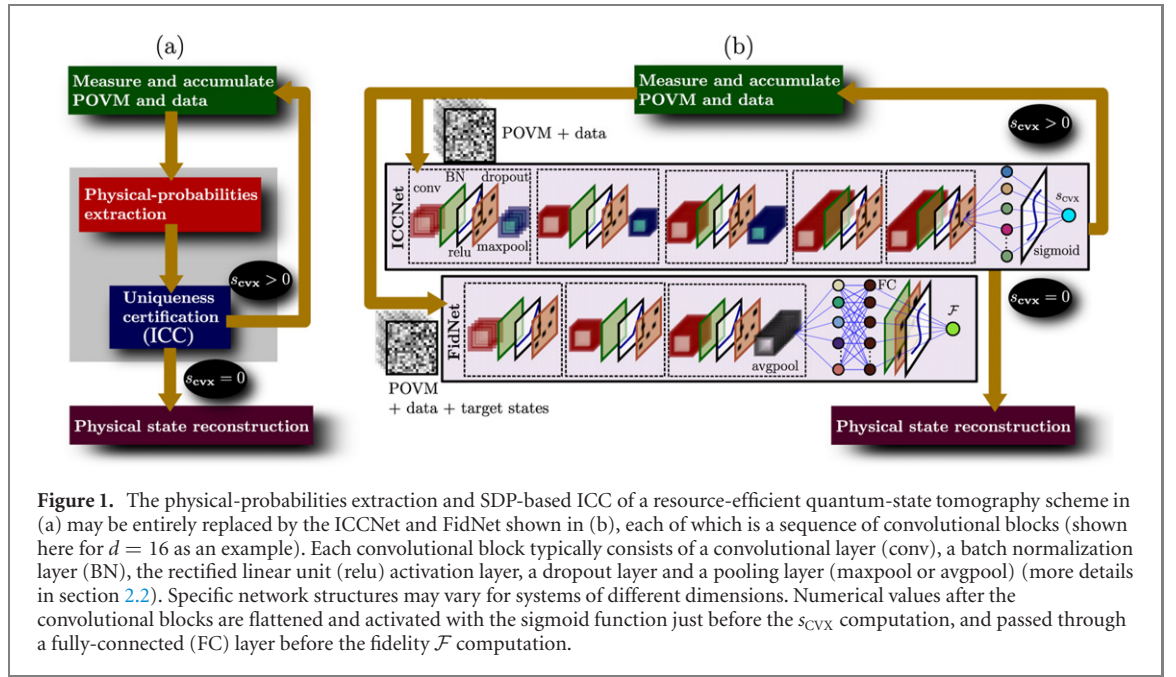 (a)
Measure and accumulate
POVM and data
Physical-probabilities
extraction
s_cvx > 0
Uniqueness
certification
(ICC)
s_cvx = 0
Physical state reconstruction
(b)
Measure and accumulate
POVM and data
s_cvx > 0
POVM + data
ICCNet
conv
BN
dropout
relu
maxpool
s_cvx
sigmoid
s_cvx = 0
FidNet
FC
F
avgpool
POVM
+ data + target states
Physical state reconstruction
Figure 1. The physical-probabilities extraction and SDP-based ICC of a resource-efficient quantum-state tomography scheme in
(a) may be entirely replaced by the ICCNet and FidNet shown in (b), each of which is a sequence of convolutional blocks (shown
here for d = 16 as an example). Each convolutional block typically consists of a convolutional layer (conv), a batch normalization
layer (BN), the rectified linear unit (relu) activation layer, a dropout layer and a pooling layer (maxpool or avgpool) (more details
in section 2.2). Specific network structures may vary for systems of different dimensions. Numerical values after the
convolutional blocks are flattened and activated with the sigmoid function just before the s_CVX computation, and passed through
a fully-connected (FC) layer before the fidelity F computation.